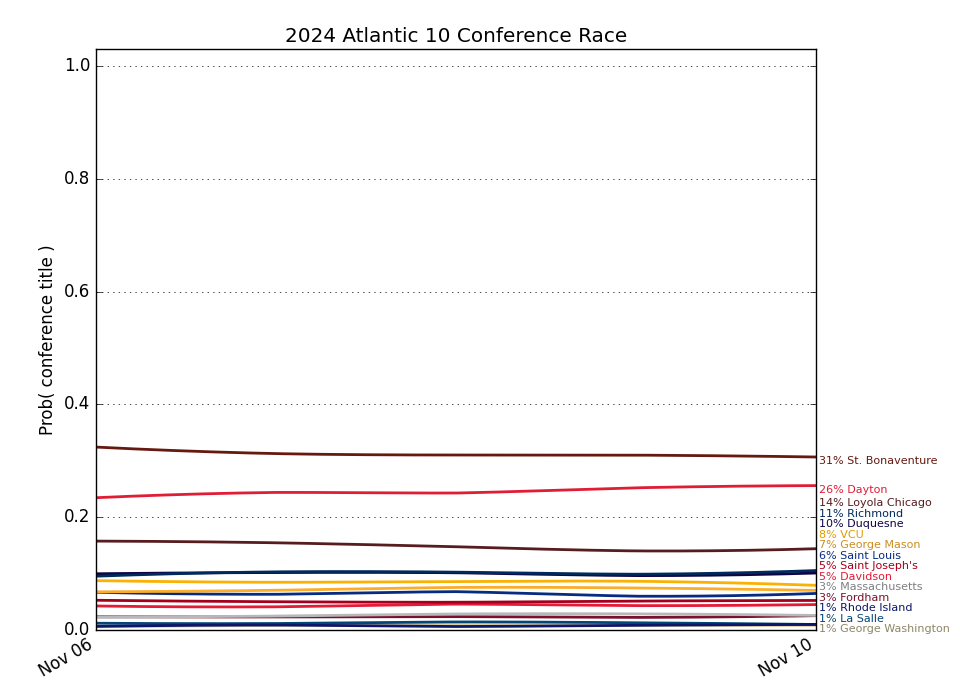 2024 Atlantic 10 Conference Race
1.0
0.8
0.6
0.4
0.2
0.0
Prob( conference title )
Nov 06
Nov 10
31% St. Bonaventure
26% Dayton
14% Loyola Chicago
11% Richmond
10% Duquesne
8% VCU
7% George Mason
6% Saint Louis
5% Saint Joseph's
5% Davidson
3% Massachusetts
3% Fordham
1% Rhode Island
1% La Salle
1% George Washington